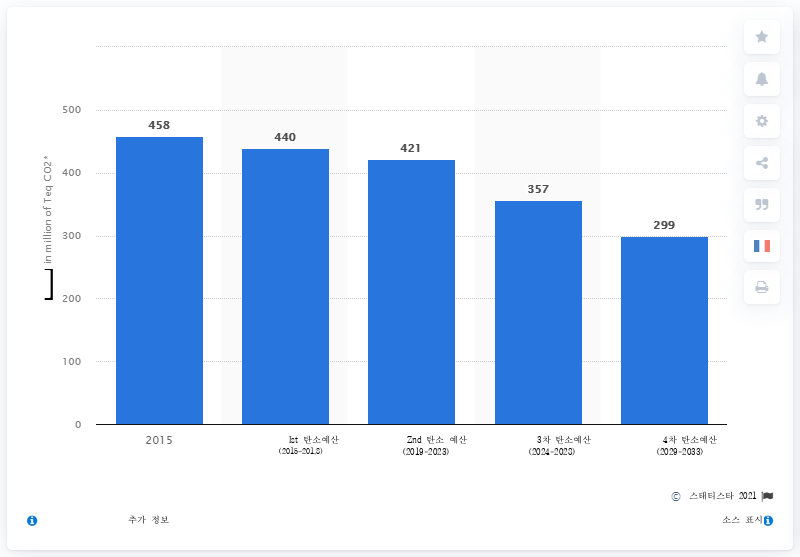 500
400
300
200
100
0
] in million of Teq CO2*
458
440
421
357
299
2015
1st 탄소예산
(2015-2018)
2nd 탄소 예산
(2019-2023)
3차 탄소예산
(2024-2028)
4차 탄소예산
(2029-2033)
© 스태티스타 2021
추가 정보
소스 표시